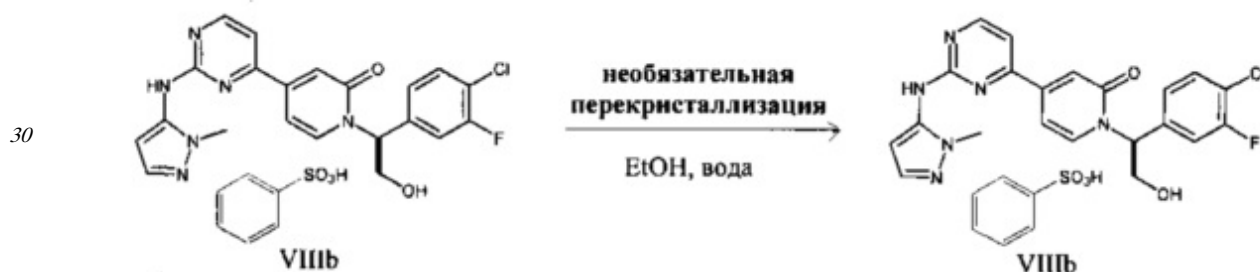 необязательная
перекристаллизация
EtOH, вода
30
N
N
HN
N
N
O
N
Cl
F
OH
SO3H
VIIIb
N
N
HN
N
N
O
N
Cl
F
OH
SO3H
VIIIb